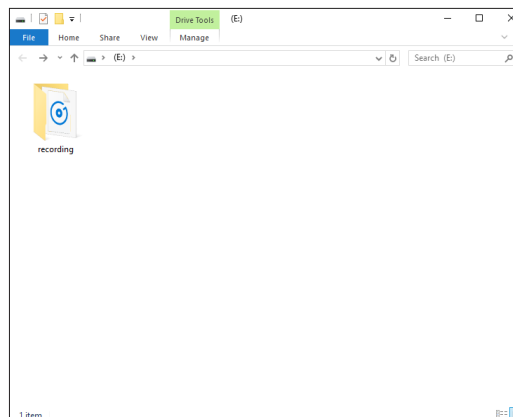 Drive Tools (E:)
File Home Share View Manage
(E:) Search (E:)
recording
1 item